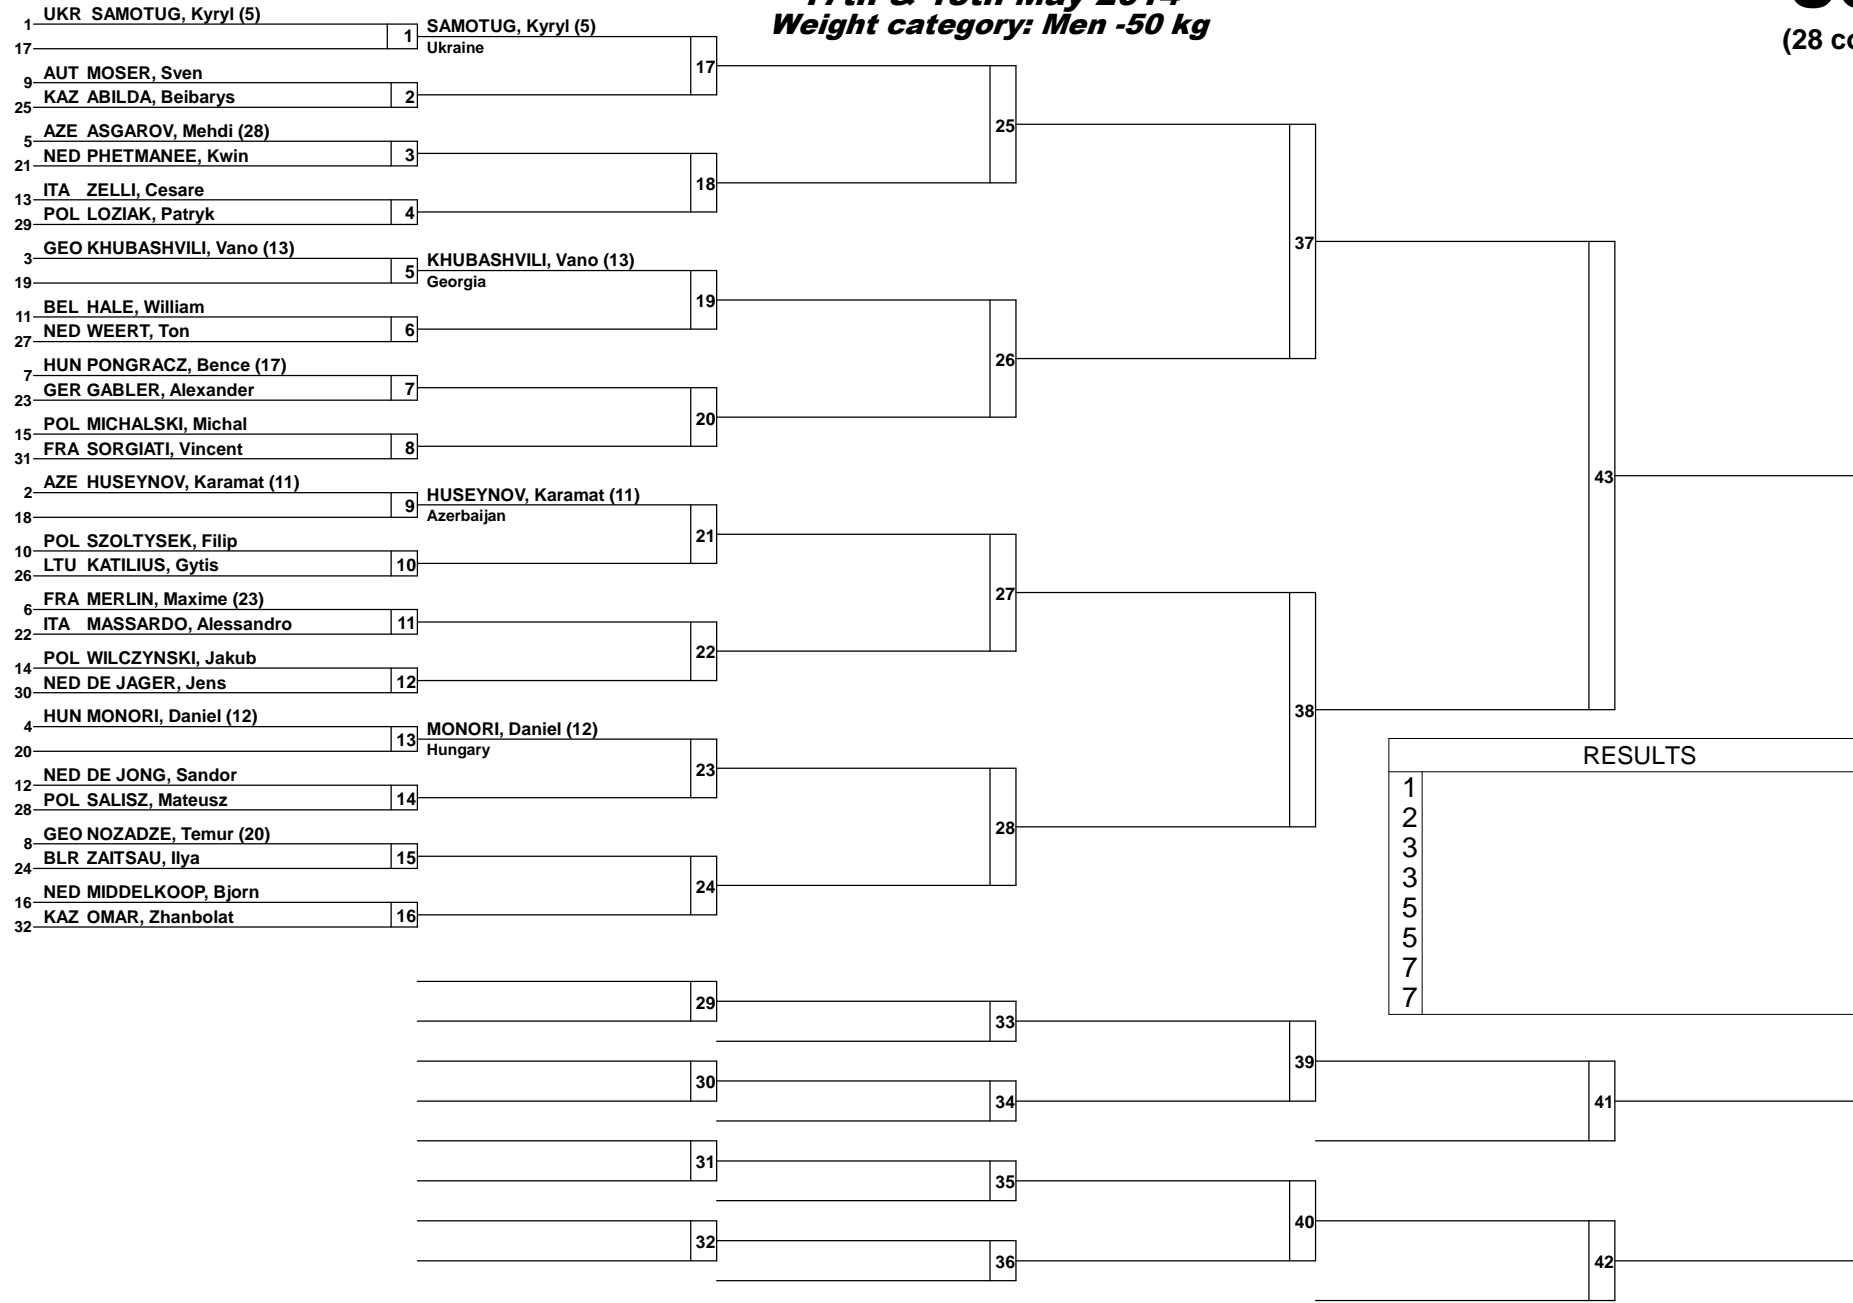 Weight category: Men -50 kg
(28 
1 UKR SAMOTUG, Kyryl (5)
17
1 SAMOTUG, Kyryl (5)
Ukraine
9 AUT MOSER, Sven
25 KAZ ABILDA, Beibarys
2
17
5 AZE ASGAROV, Mehdi (28)
21 NED PHETMANEE, Kwin
3
25
13 ITA ZELLI, Cesare
29 POL LOZIAK, Patryk
4
18
3 GEO KHUBASHVILI, Vano (13)
19
5 KHUBASHVILI, Vano (13)
Georgia
37
11 BEL HALE, William
27 NED WEERT, Ton
6
19
7 HUN PONGRACZ, Bence (17)
23 GER GABLER, Alexander
7
26
15 POL MICHALSKI, Michal
31 FRA SORGIATI, Vincent
8
20
2 AZE HUSEYNOV, Karamat (11)
18
9 HUSEYNOV, Karamat (11)
Azerbaijan
43
10 POL SZOLTYSEK, Filip
26 LTU KATILIUS, Gytis
10
21
6 FRA MERLIN, Maxime (23)
22 ITA MASSARDO, Alessandro
11
27
14 POL WILCZYNSKI, Jakub
30 NED DE JAGER, Jens
12
22
4 HUN MONORI, Daniel (12)
20
13 MONORI, Daniel (12)
Hungary
38
12 NED DE JONG, Sandor
28 POL SALISZ, Mateusz
14
23
8 GEO NOZADZE, Temur (20)
24 BLR ZAITSAU, Ilya
15
28
16 NED MIDDELKOOP, Bjorn
32 KAZ OMAR, Zhanbolat
16
24
RESULTS
1
2
3
3
5
5
7
7
29
33
39
30
34
41
31
35
40
32
36
42